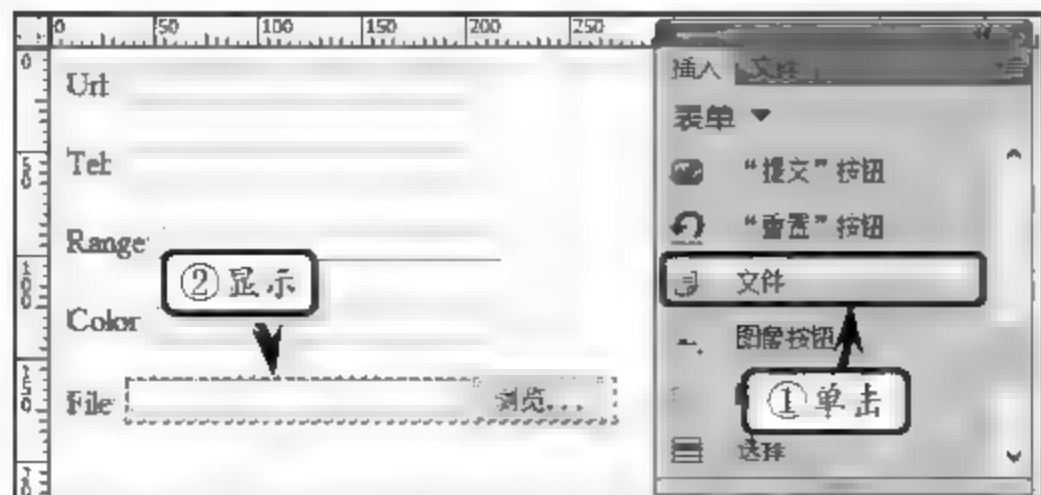 0 50 100 150 200 250
插入 文件
表单
Url:
Tel:
Range:
Color
File:
浏览...
②显示
“提交”按钮
“重置”按钮
文件
图像按钮
①单击
选择